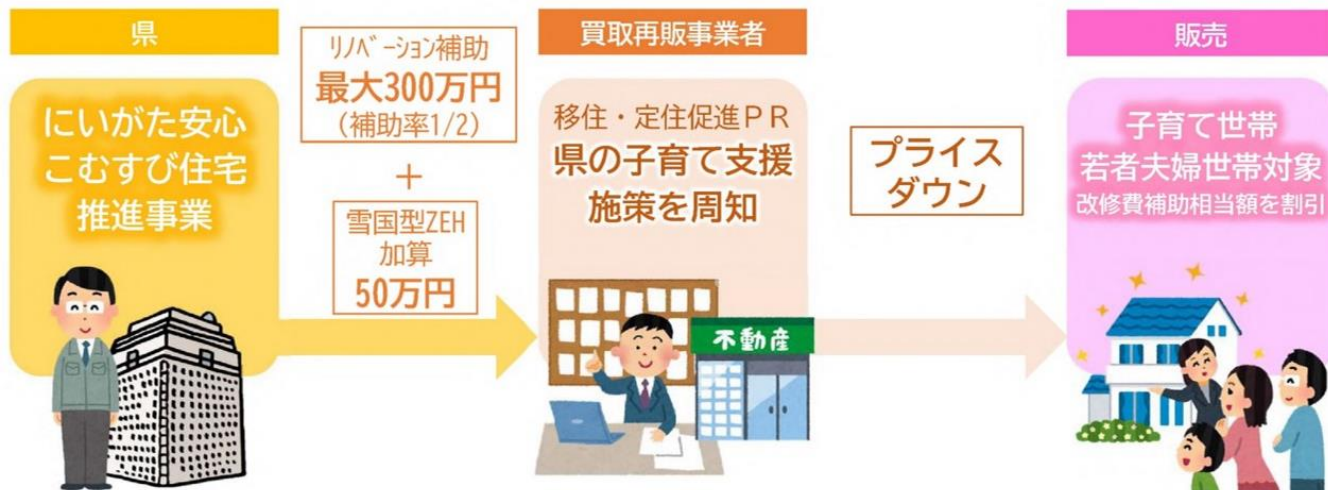 県
にいがた安心
こむすび住宅
推進事業
リノベーション補助
最大300万円
(補助率1/2)
+
雪国型ZEH
加算
50万円
買取再販事業者
移住・定住促進PR
県の子育て支援
施策を周知
不動産
プライス
ダウン
販売
子育て世帯
若者夫婦世帯対象
改修費補助相当額を割引